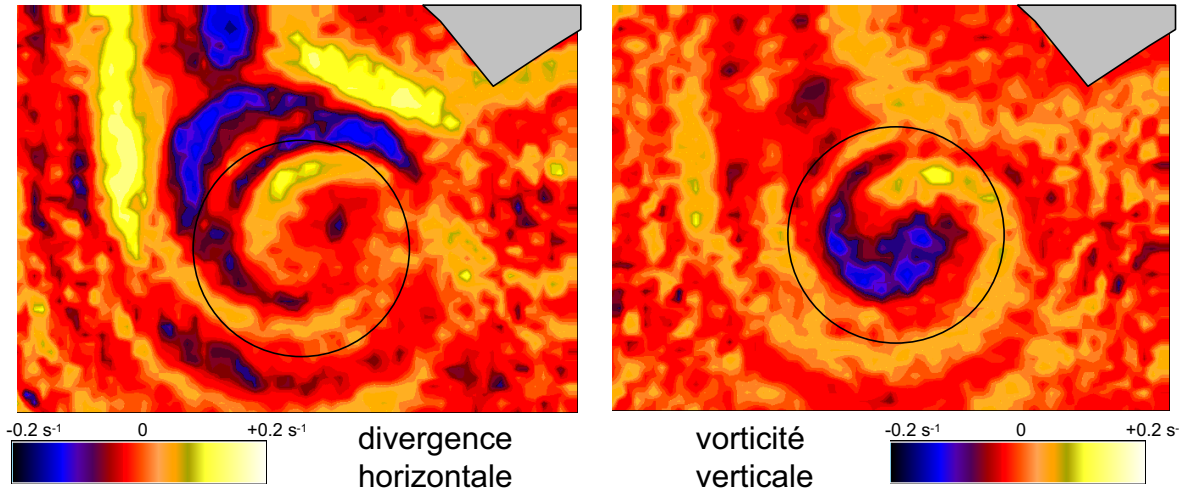 -0.2 s-1
0
+0.2 s-1
divergence
horizontale
vorticité
verticale
-0.2 s-1
0
+0.2 s-